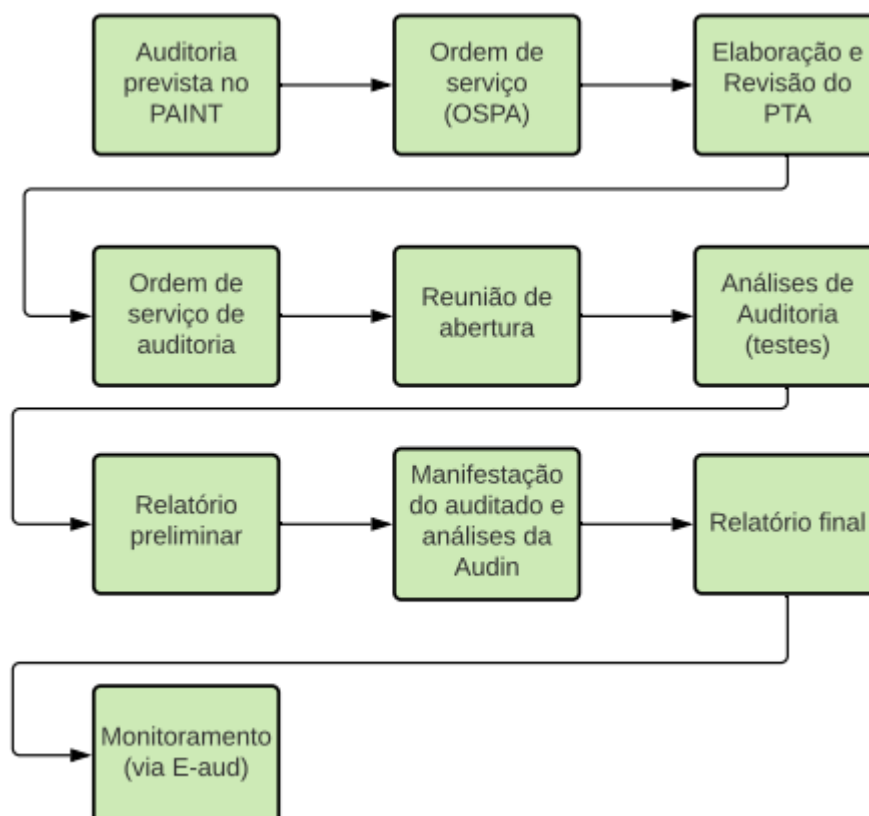 Auditoria
prevista no
PAINT
Ordem de
serviço
(OSPA)
Elaboração e
Revisão do
PTA
Ordem de
serviço de
auditoria
Reunião de
abertura
Análises de
Auditoria
(testes)
Relatório
preliminar
Manifestação
do auditado e
análises da
Audin
Relatório final
Monitoramento
(via E-aud)